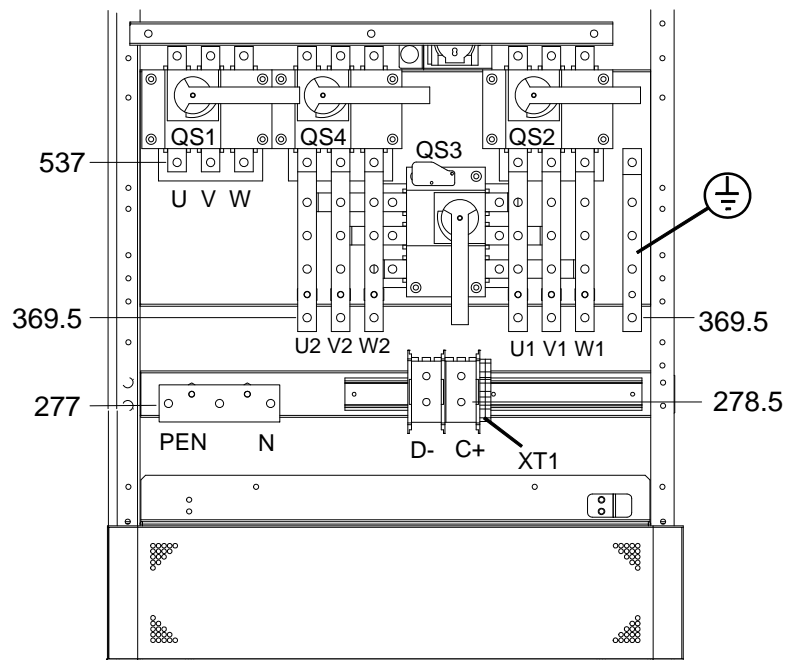 QS1 QS4 QS2
537
QS3
U V W
369.5
369.5
U2 V2 W2
U1 V1 W1
277
278.5
PEN N
D- C+
XT1